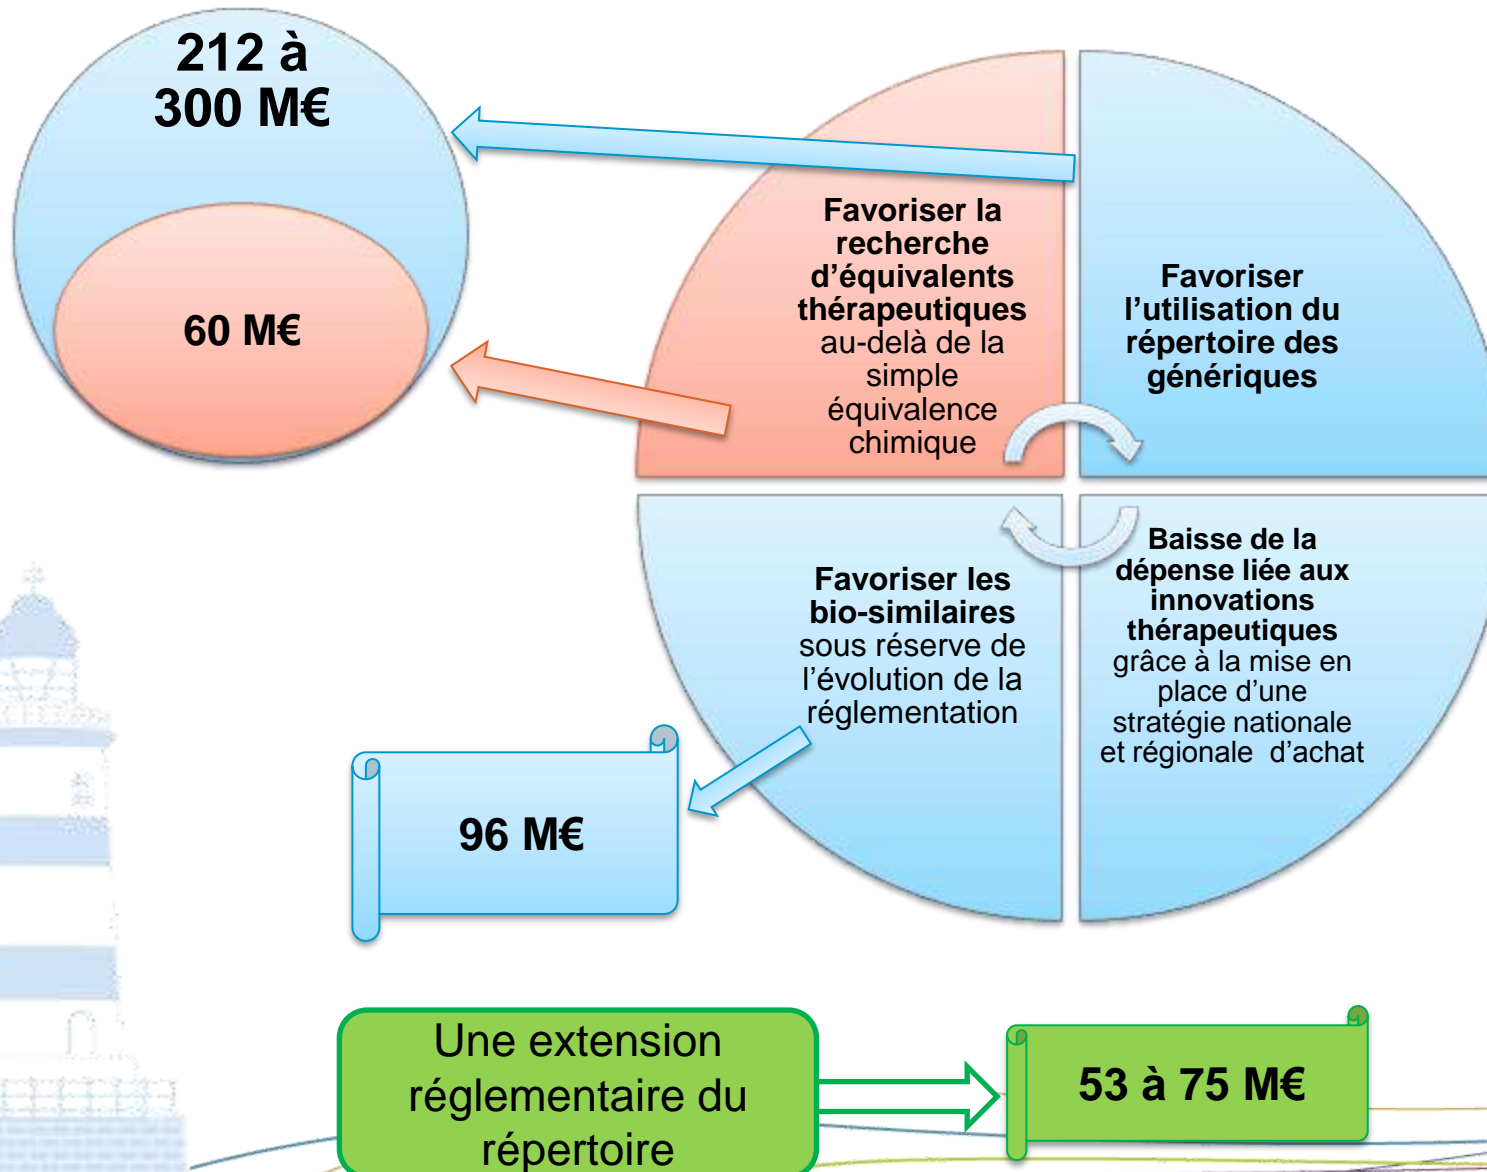 212 à
300 M€
60 M€
Favoriser la
recherche
d’équivalents
thérapeutiques
au-delà de la
simple
équivalence
chimique
Favoriser
l’utilisation du
répertoire des
génériques
Favoriser les
bio-similaires
sous réserve de
l’évolution de la
réglementation
Baisse de la
dépense liée aux
innovations
thérapeutiques
grâce à la mise en
place d’une
stratégie nationale
et régionale d’achat
96 M€
Une extension
réglementaire du
répertoire
53 à 75 M€